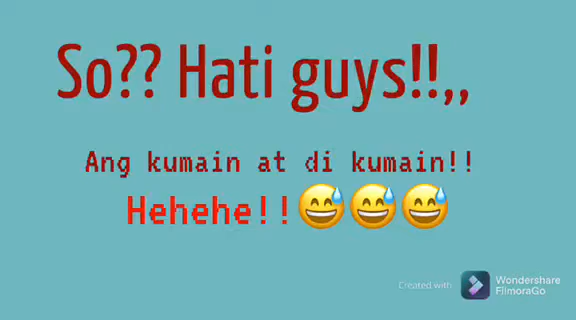 So?? Hati guys!!,,
Ang kumain at di kumain!!
Hehehe!!😅😅😅
Created with
Wondershare
FilmoraGo